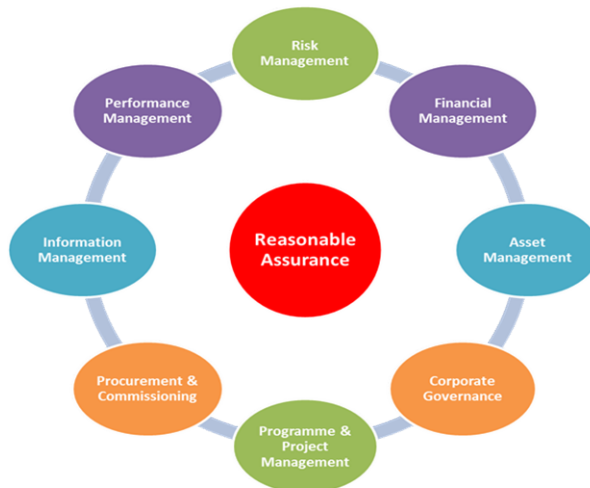 Risk
Management
Financial
Management
Asset
Management
Corporate
Governance
Programme &
Project
Management
Procurement &
Commissioning
Information
Management
Performance
Management
Reasonable
Assurance